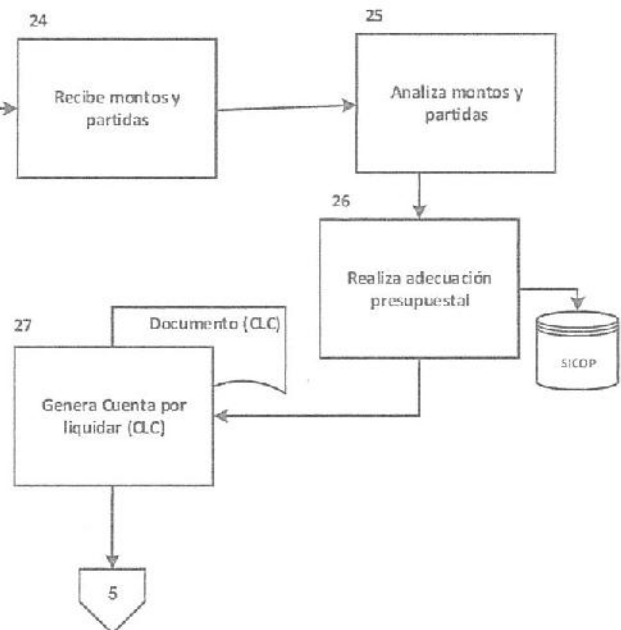 24
Recibe montos y
partidas
25
Analiza montos y
partidas
26
Realiza adecuación
presupuestal
SICOP
27
Documento (CLC)
Genera Cuenta por
liquidar (CLC)
5